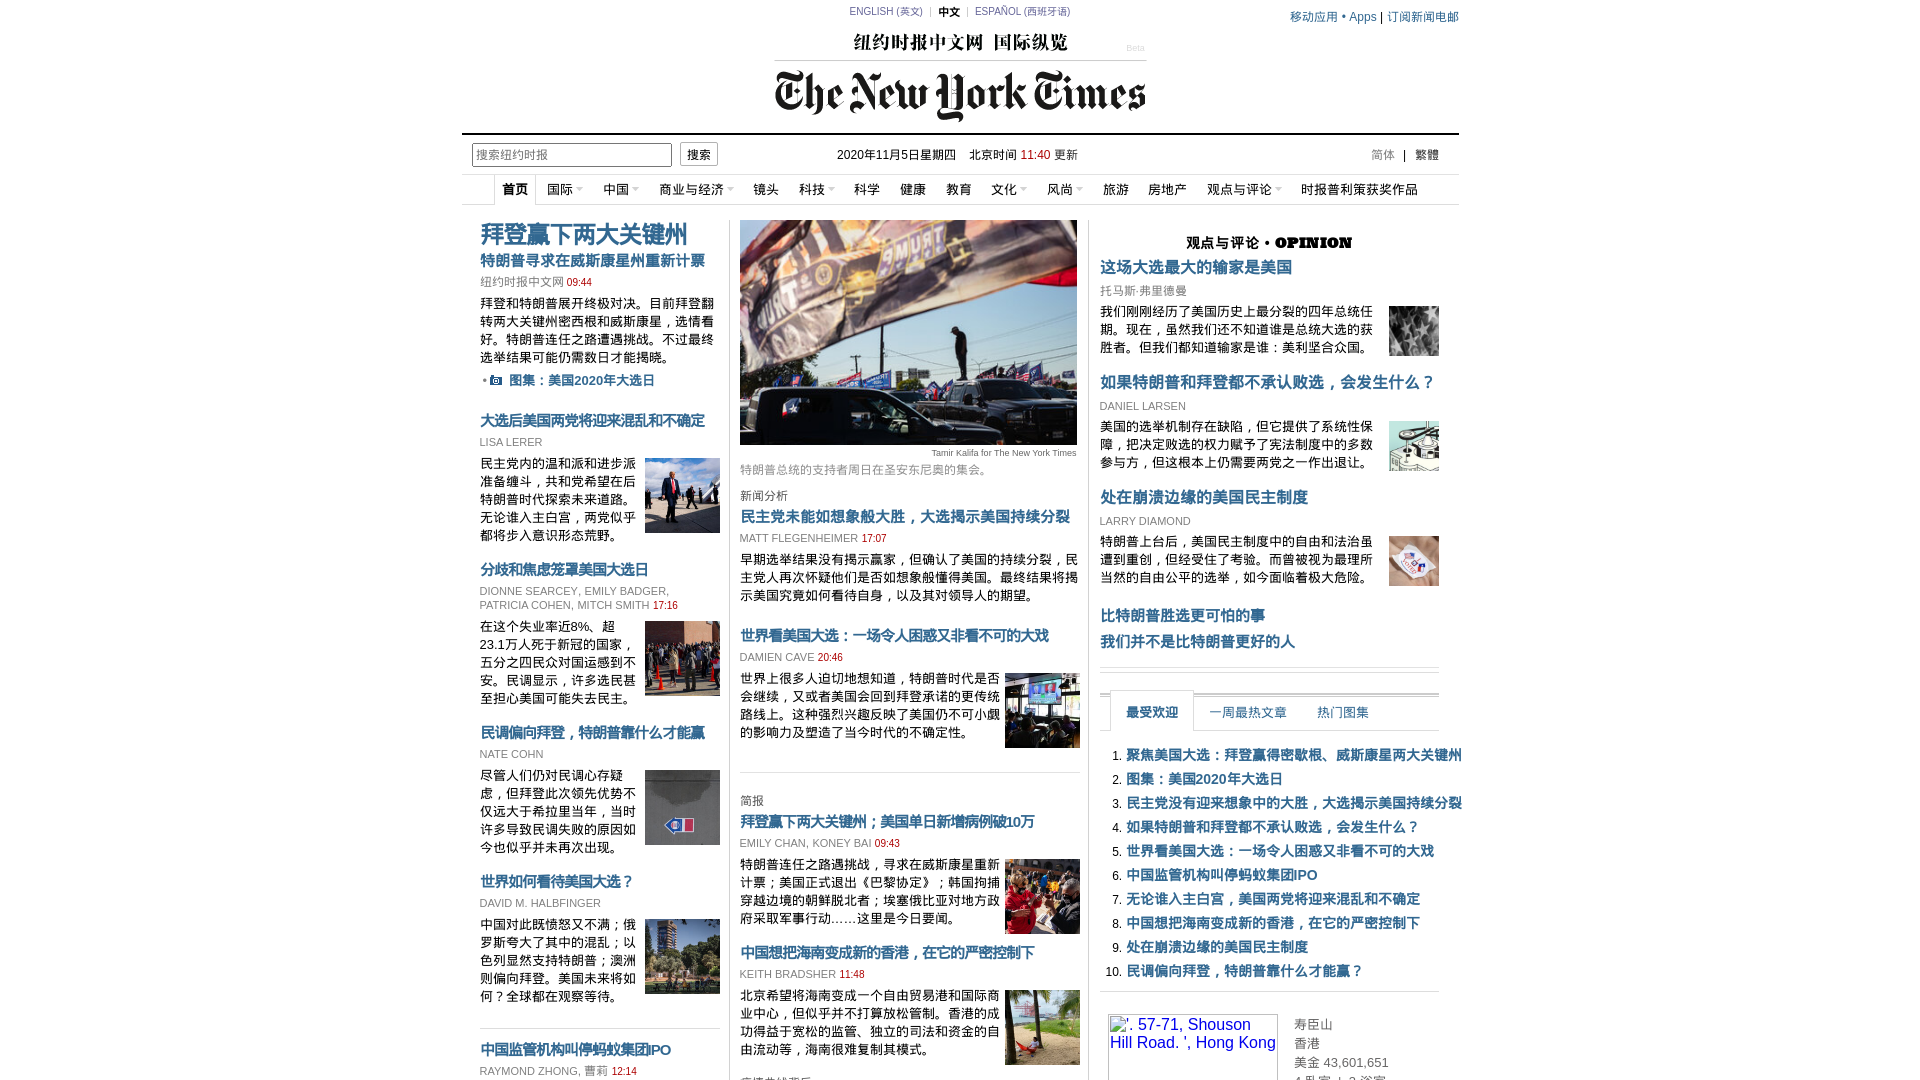 ENGLISH (英文)
中文
ESPAÑOL (西班牙语)
移动应用 • Apps | 订阅新闻电邮
纽约时报中文网 国际纵览
Beta
The New York Times
搜索纽约时报
搜索
2020年11月5日星期四 北京时间 11:40 更新
简体 | 繁體
首页 国际 中国 商业与经济 镜头 科技 科学 健康 教育 文化 风尚 旅游 房地产 观点与评论 时报普利策获奖作品
拜登赢下两大关键州
特朗普寻求在威斯康星州重新计票
纽约时报中文网 09:44
拜登和特朗普展开终极对决。目前拜登翻
转两大关键州密西根和威斯康星，选情看
好。特朗普连任之路遭遇挑战。不过最终
选举结果可能仍需数日才能揭晓。
• 图集：美国2020年大选日
大选后美国两党将迎来混乱和不确定
LISA LERER
民主党内的温和派和进步派
准备缠斗，共和党希望在后
特朗普时代探索未来道路。
无论谁入主白宫，两党似乎
都将步入意识形态荒野。
分歧和焦虑笼罩美国大选日
DIONNE SEARCEY, EMILY BADGER,
PATRICIA COHEN, MITCH SMITH 17:16
在这个失业率近8%、超
23.1万人死于新冠的国家，
五分之四民众对国运感到不
安。民调显示，许多选民甚
至担心美国可能失去民主。
民调偏向拜登，特朗普靠什么才能赢
NATE COHN
尽管人们仍对民调心存疑
虑，但拜登此次领先优势不
仅远大于希拉里当年，当时
许多导致民调失败的原因如
今也似乎并未再次出现。
世界如何看待美国大选？
DAVID M. HALBFINGER
中国对此既愤怒又不满；俄
罗斯夸大了其中的混乱；以
色列显然支持特朗普；澳洲
则偏向拜登。美国未来将如
何？全球都在观察等待。
中国监管机构叫停蚂蚁集团IPO
RAYMOND ZHONG, 曹莉 12:14
TRUMP
Tamir Kalifa for The New York Times
特朗普总统的支持者周日在圣安东尼奥的集会。
新闻分析
民主党未能如想象般大胜，大选揭示美国持续分裂
MATT FLEGENHEIMER 17:07
早期选举结果没有揭示赢家，但确认了美国的持续分裂，民
主党人再次怀疑他们是否如想象般懂得美国。最终结果将揭
示美国究竟如何看待自身，以及其对领导人的期望。
世界看美国大选：一场令人困惑又非看不可的大戏
DAMIEN CAVE 20:46
世界上很多人迫切地想知道，特朗普时代是否
会继续，又或者美国会回到拜登承诺的更传统
路线上。这种强烈兴趣反映了美国仍不可小觑
的影响力及塑造了当今时代的不确定性。
简报
拜登赢下两大关键州；美国单日新增病例破10万
EMILY CHAN, KONEY BAI 09:43
特朗普连任之路遇挑战，寻求在威斯康星重新
计票；美国正式退出《巴黎协定》；韩国拘捕
穿越边境的朝鲜脱北者；埃塞俄比亚对地方政
府采取军事行动……这里是今日要闻。
中国想把海南变成新的香港，在它的严密控制下
KEITH BRADSHER 11:48
北京希望将海南变成一个自由贸易港和国际商
业中心，但似乎并不打算放松管制。香港的成
功得益于宽松的监管、独立的司法和资金的自
由流动等，海南很难复制其模式。
观点与评论 • OPINION
这场大选最大的输家是美国
托马斯·弗里德曼
我们刚刚经历了美国历史上最分裂的四年总统任
期。现在，虽然我们还不知道谁是总统大选的获
胜者。但我们都知道输家是谁：美利坚合众国。
如果特朗普和拜登都不承认败选，会发生什么？
DANIEL LARSEN
美国的选举机制存在缺陷，但它提供了系统性保
障，把决定败选的权力赋予了宪法制度中的多数
参与方，但这根本上仍需要两党之一作出退让。
处在崩溃边缘的美国民主制度
LARRY DIAMOND
特朗普上台后，美国民主制度中的自由和法治虽
遭到重创，但经受住了考验。而曾被视为最理所
当然的自由公平的选举，如今面临着极大危险。
比特朗普胜选更可怕的事
我们并不是比特朗普更好的人
最受欢迎 一周最热文章 热门图集
1. 聚焦美国大选：拜登赢得密歇根、威斯康星两大关键州
2. 图集：美国2020年大选日
3. 民主党没有迎来想象中的大胜，大选揭示美国持续分裂
4. 如果特朗普和拜登都不承认败选，会发生什么？
5. 世界看美国大选：一场令人困惑又非看不可的大戏
6. 中国监管机构叫停蚂蚁集团IPO
7. 无论谁入主白宫，美国两党将迎来混乱和不确定
8. 中国想把海南变成新的香港，在它的严密控制下
9. 处在崩溃边缘的美国民主制度
10. 民调偏向拜登，特朗普靠什么才能赢？
'. 57-71, Shouson
Hill Road. ', Hong Kong
寿臣山
香港
美金 43,601,651